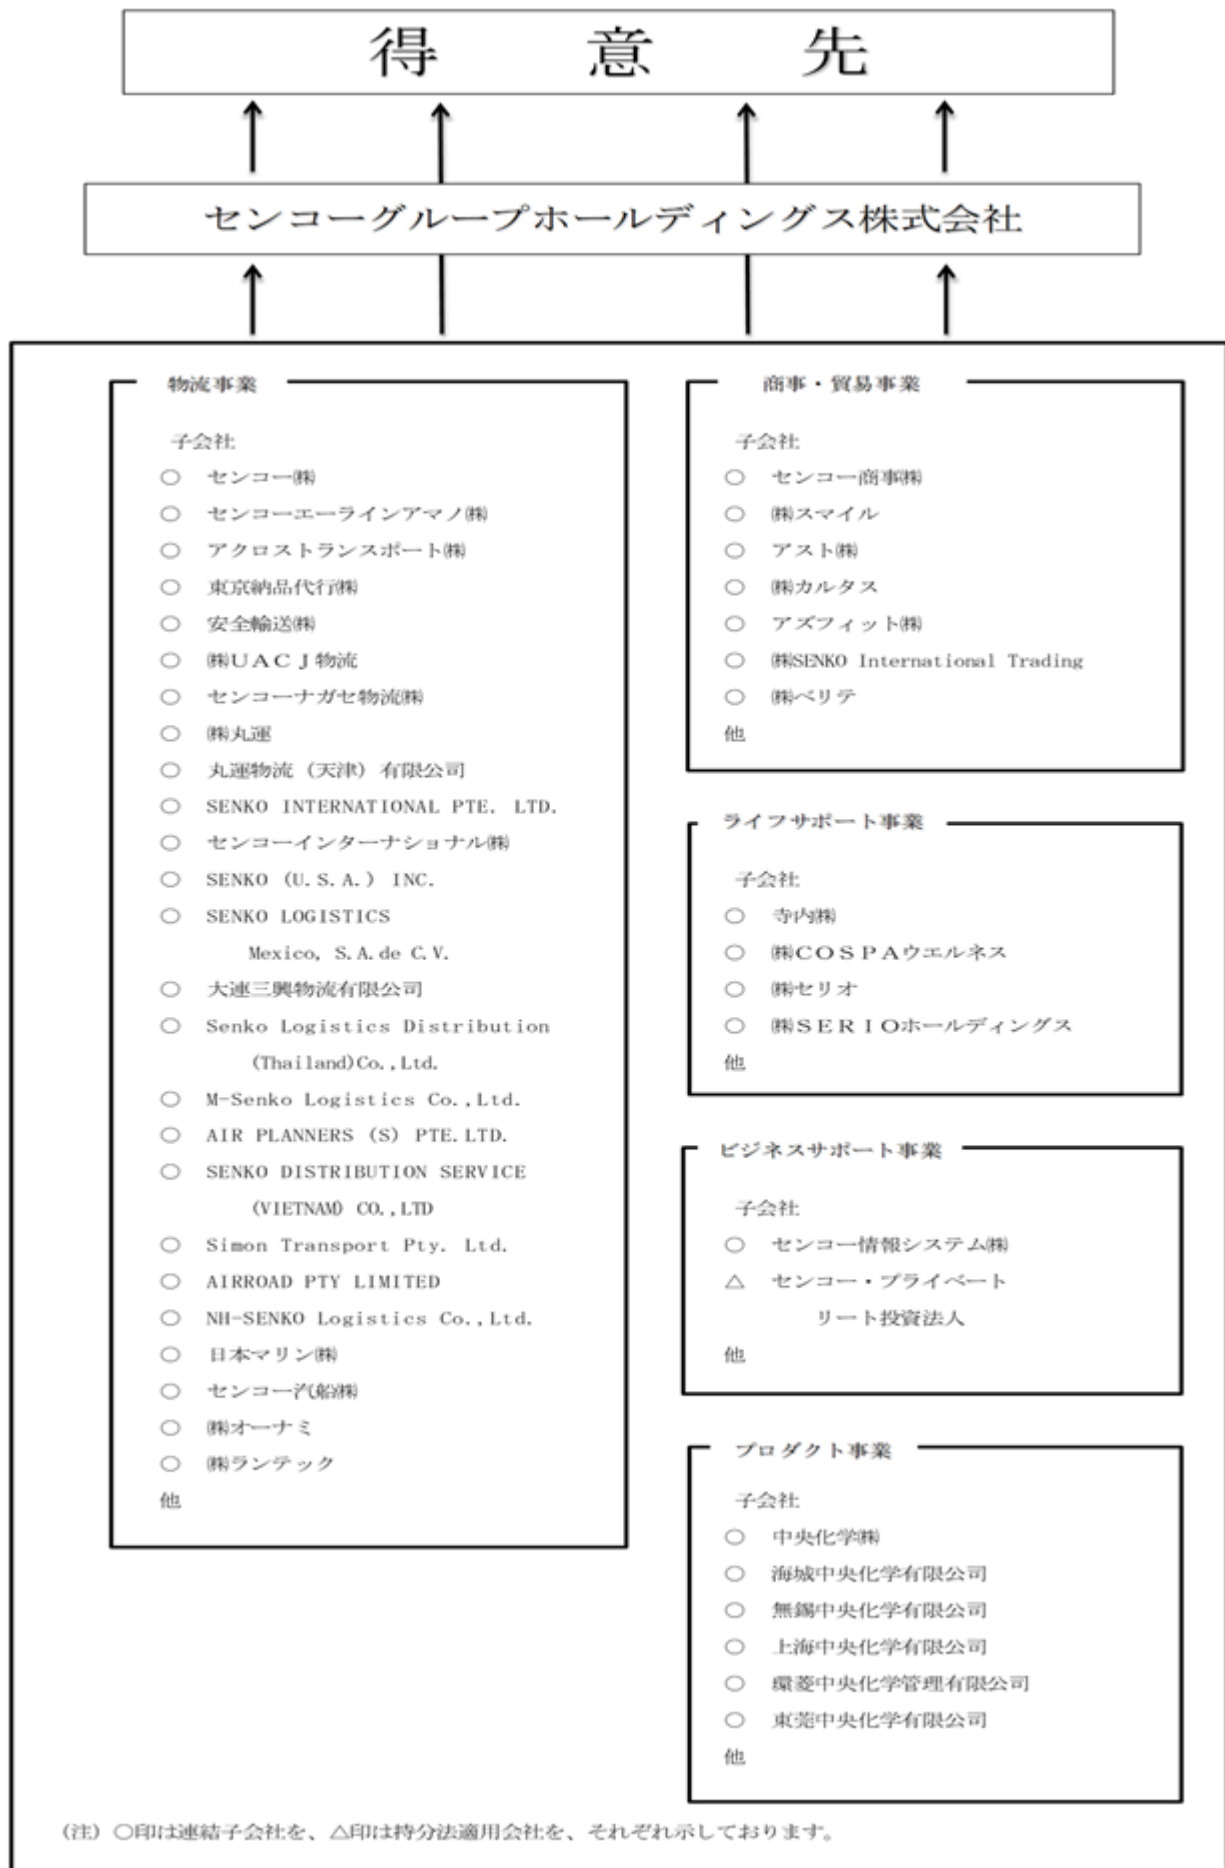 得意先
センコーグループホールディングス株式会社
物流事業
子会社
○ センコー㈱
○ センコーエーラインアマノ㈱
○ アクロストランスポート㈱
○ 東京納品代行㈱
○ 安全輸送㈱
○ ㈱ＵＡＣＪ物流
○ センコーナガセ物流㈱
○ ㈱丸運
○ 丸運物流（天津）有限公司
○ SENKO INTERNATIONAL PTE. LTD.
○ センコーインターナショナル㈱
○ SENKO (U.S.A.) INC.
○ SENKO LOGISTICS
Mexico, S.A.de C.V.
○ 大連三興物流有限公司
○ Senko Logistics Distribution
(Thailand)Co.,Ltd.
○ M-Senko Logistics Co.,Ltd.
○ AIR PLANNERS (S) PTE.LTD.
○ SENKO DISTRIBUTION SERVICE
(VIETNAM) CO.,LTD
○ Simon Transport Pty. Ltd.
○ AIRROAD PTY LIMITED
○ NH-SENKO Logistics Co.,Ltd.
○ 日本マリン㈱
○ センコー汽船㈱
○ ㈱オーナミ
○ ㈱ランテック
他
商事・貿易事業
子会社
○ センコー商事㈱
○ ㈱スマイル
○ アスト㈱
○ ㈱カルタス
○ アズフィット㈱
○ ㈱SENKO International Trading
○ ㈱ベリテ
他
ライフサポート事業
子会社
○ 寺内㈱
○ ㈱ＣＯＳＰＡウエルネス
○ ㈱セリオ
○ ㈱ＳＥＲＩＯホールディングス
他
ビジネスサポート事業
子会社
○ センコー情報システム㈱
△ センコー・プライベート
リート投資法人
他
プロダクト事業
子会社
○ 中央化学㈱
○ 海城中央化学有限公司
○ 無錫中央化学有限公司
○ 上海中央化学有限公司
○ 環菱中央化学管理有限公司
○ 東莞中央化学有限公司
他
（注）○印は連結子会社を、△印は持分法適用会社を、それぞれ示しております。